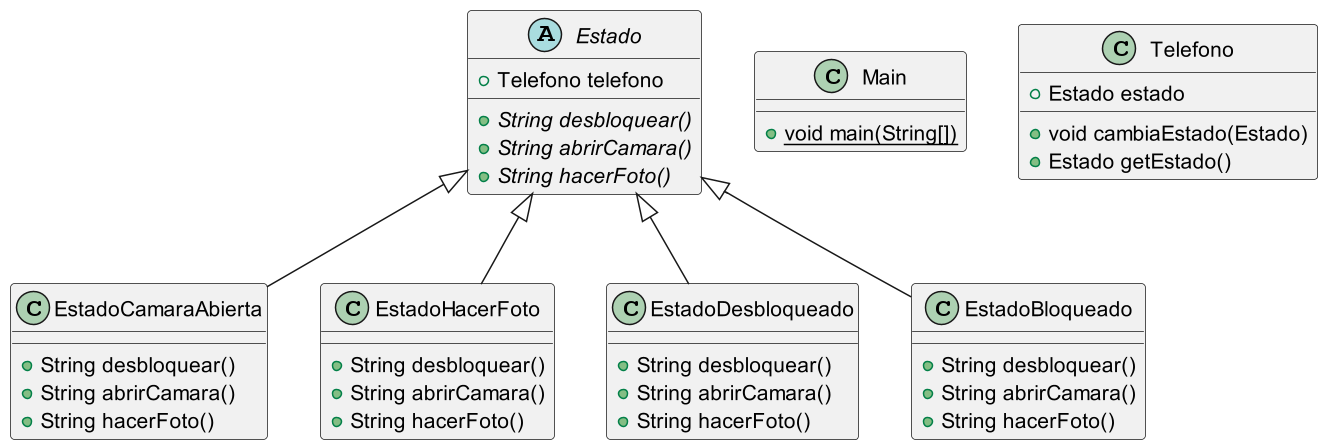 A Estado
Telefono telefono
String desbloquear()
String abrirCamara()
String hacerFoto()
C Main
void main(String[])
C Telefono
Estado estado
void cambiaEstado(Estado)
Estado getEstado()
C EstadoCamaraAbierta
String desbloquear()
String abrirCamara()
String hacerFoto()
C EstadoHacerFoto
String desbloquear()
String abrirCamara()
String hacerFoto()
C EstadoDesbloqueado
String desbloquear()
String abrirCamara()
String hacerFoto()
C EstadoBloqueado
String desbloquear()
String abrirCamara()
String hacerFoto()